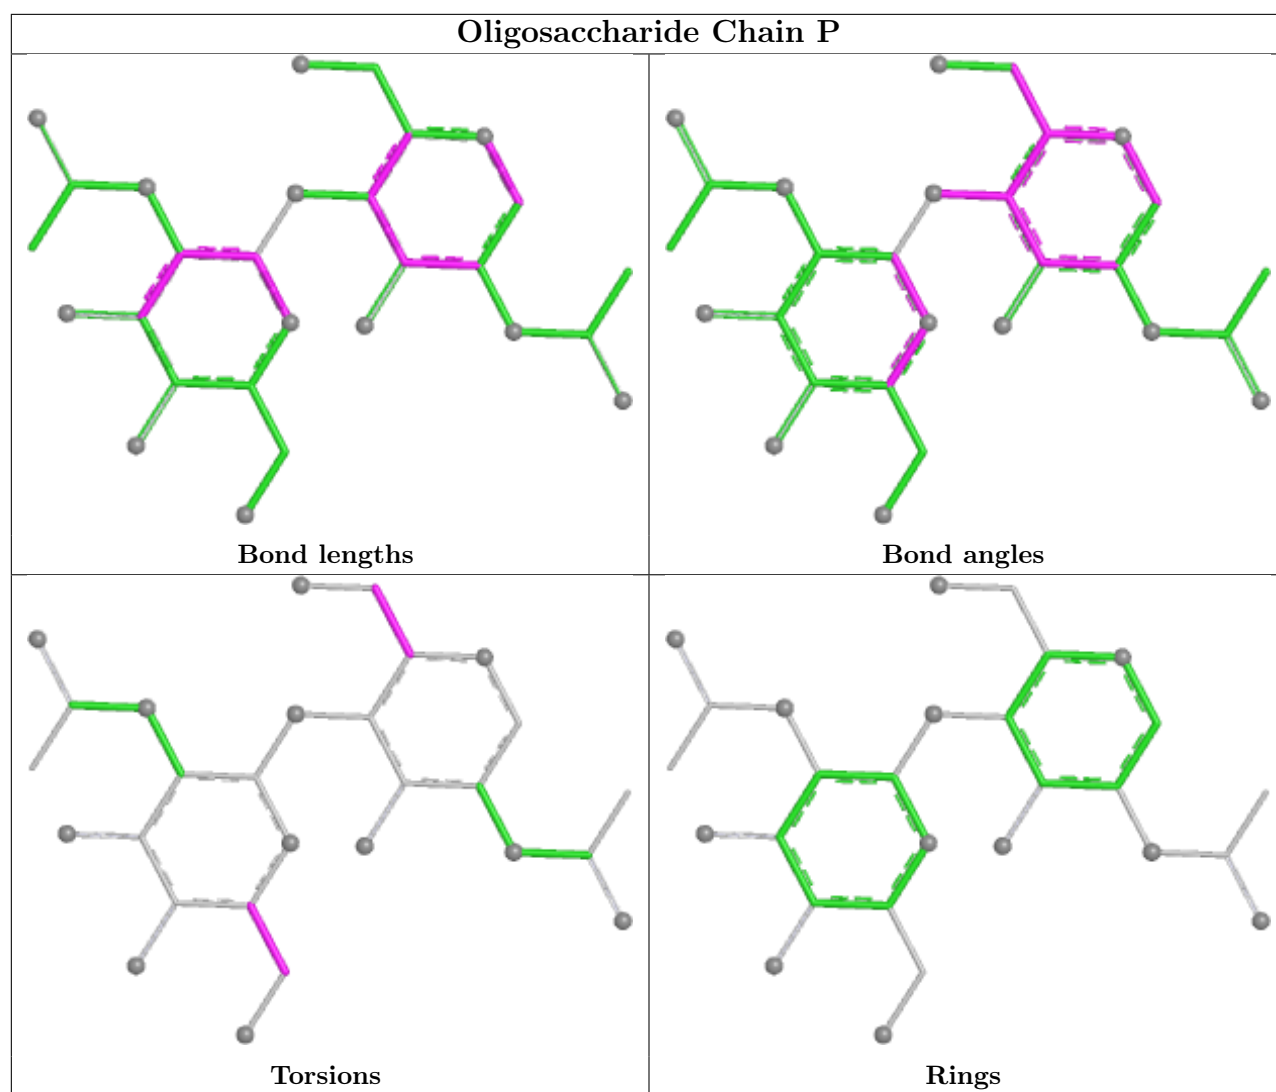 Oligosaccharide Chain P
Bond lengths
Bond angles
Torsions
Rings